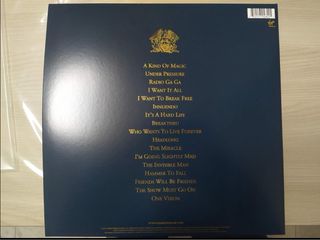 A Kind of Magic
Under Pressure
Radio Ga Ga
I Want It All
I Want To Break Free
Innuendo
It's A Hard Life
Breakthru
Who Wants To Live Forever
Headlong
The Miracle
I'm Going Slightly Mad
The Invisible Man
Hammer To Fall
Friends Will Be Friends
The Show Must Go On
One Vision